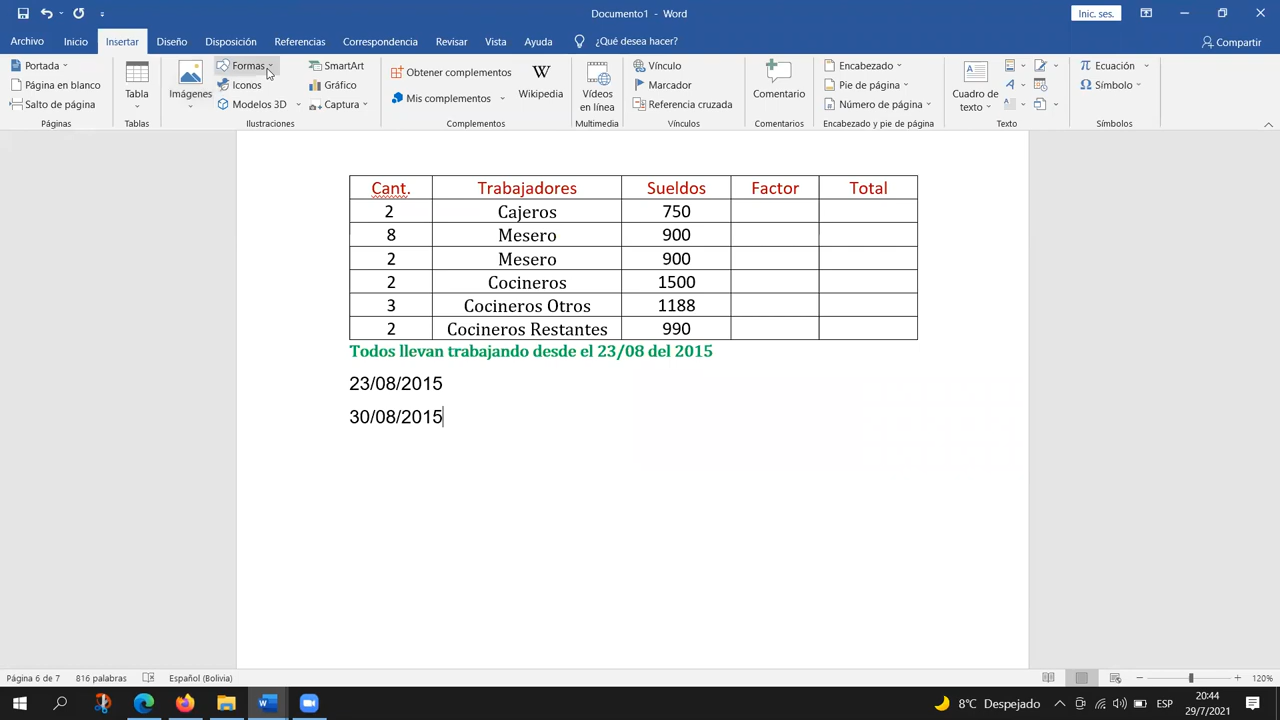 Documento1 - Word
Inic. ses.
Archivo Inicio Insertar Diseño Disposición Referencias Correspondencia Revisar Vista Ayuda ¿Qué desea hacer? Compartir
Portada
Página en blanco
Salto de página
Páginas
Tabla
Tablas
Imágenes
Formas
Iconos
Modelos 3D
SmartArt
Gráfico
Captura
Ilustraciones
Obtener complementos
Mis complementos
W
Wikipedia
Complementos
Vídeos
en línea
Multimedia
Vínculo
Marcador
Referencia cruzada
Vínculos
Comentario
Comentarios
Encabezado
Pie de página
Número de página
Encabezado y pie de página
Cuadro de
texto
Texto
Ecuación
Símbolo
Símbolos
Cant. Trabajadores Sueldos Factor Total
2 Cajeros 750
8 Mesero 900
2 Mesero 900
2 Cocineros 1500
3 Cocineros Otros 1188
2 Cocineros Restantes 990
Todos llevan trabajando desde el 23/08 del 2015
23/08/2015
30/08/2015
Página 6 de 7 816 palabras Español (Bolivia) 120%
8°C Despejado ESP 20:44
29/7/2021